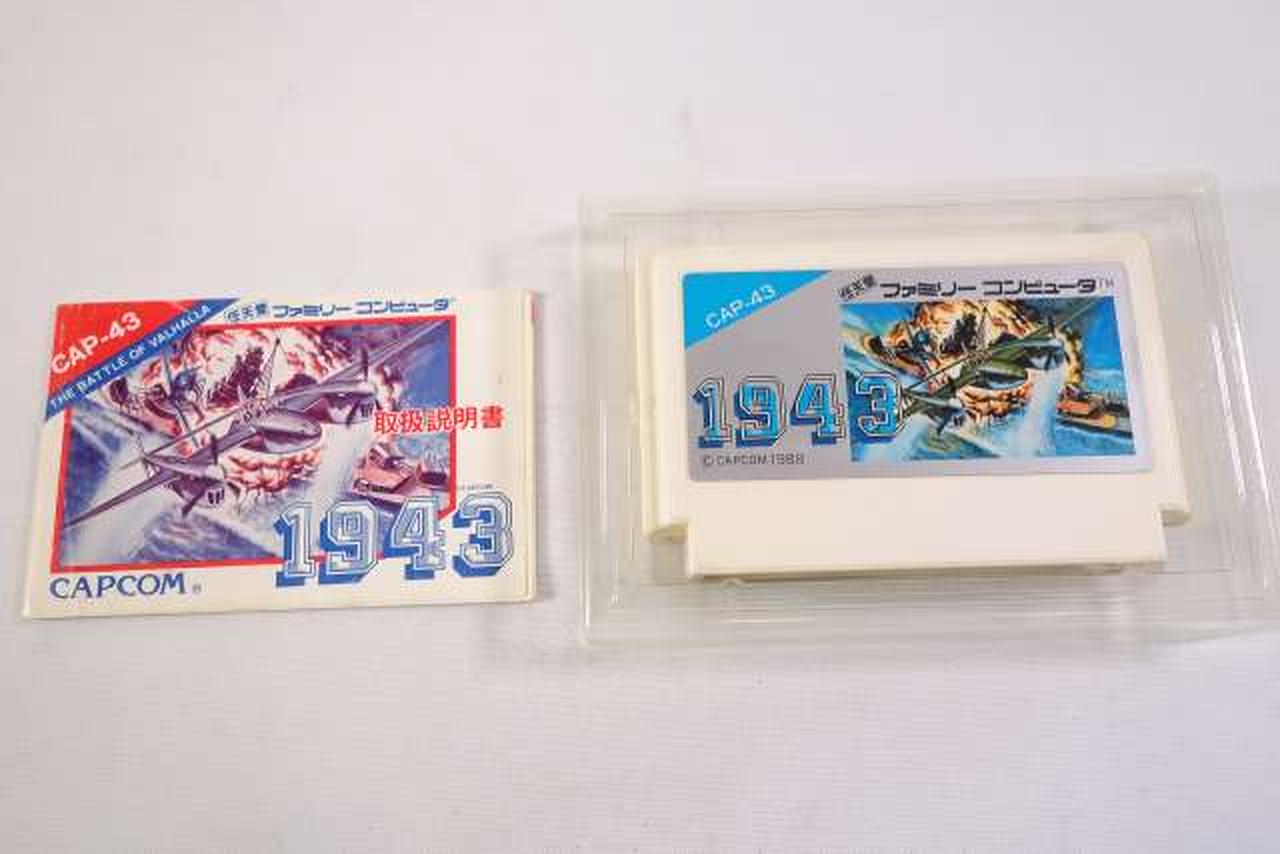 CAP-43
THE BATTLE OF VALHALLA
任天堂 ファミリー コンピュータ
取扱説明書
1943
CAPCOM®
CAP-43
任天堂 ファミリー コンピュータ™
1943
© CAPCOM 1988